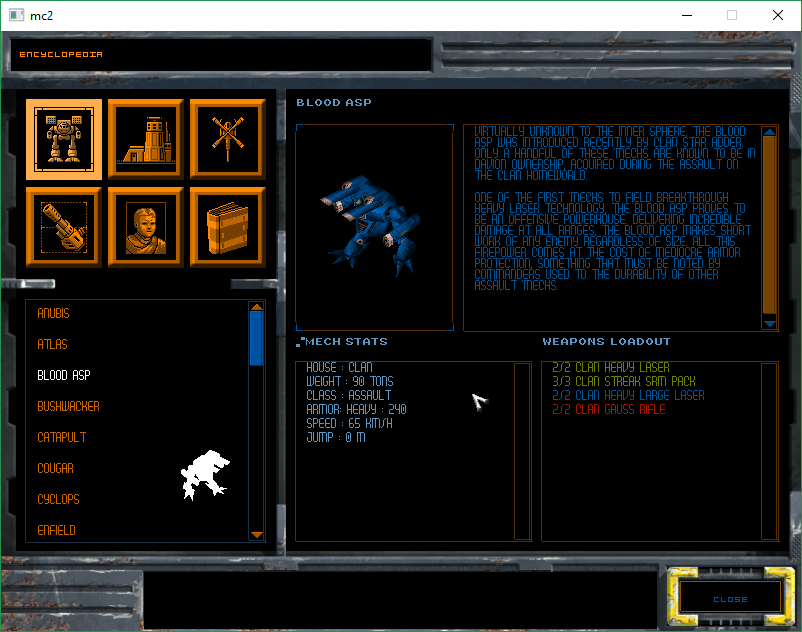 mc2
ENCYCLOPEDIA
BLOOD ASP
VIRTUALLY UNKNOWN TO THE INNER SPHERE, THE BLOOD
ASP WAS INTRODUCED RECENTLY BY CLAN STAR ADDER.
ONLY A HANDFUL OF THESE 'MECHS ARE KNOWN TO BE IN
DAVION OWNERSHIP, ACQUIRED DURING THE ASSAULT ON
THE CLAN HOMEWORLD.
ONE OF THE FIRST 'MECHS TO FIELD BREAKTHROUGH
HEAVY LASER TECHNOLOGY, THE BLOOD ASP PROVES TO
BE AN OFFENSIVE POWERHOUSE, DELIVERING INCREDIBLE
DAMAGE AT ALL RANGES. THE BLOOD ASP MAKES SHORT
WORK OF ANY ENEMY REGARDLESS OF SIZE. ALL THIS
FIREPOWER COMES AT THE COST OF MEDIOCRE ARMOR
PROTECTION, SOMETHING THAT MUST BE NOTED BY
COMMANDERS USED TO THE DURABILITY OF OTHER
ASSAULT 'MECHS.
ANUBIS
ATLAS
BLOOD ASP
BUSHWACKER
CATAPULT
COUGAR
CYCLOPS
ENFIELD
'MECH STATS
HOUSE : CLAN
WEIGHT : 90 TONS
CLASS : ASSAULT
ARMOR: HEAVY : 240
SPEED : 65 KM/H
JUMP : 0 M
WEAPONS LOADOUT
2/2 CLAN HEAVY LASER
3/3 CLAN STREAK SRM PACK
2/2 CLAN HEAVY LARGE LASER
2/2 CLAN GAUSS RIFLE
CLOSE